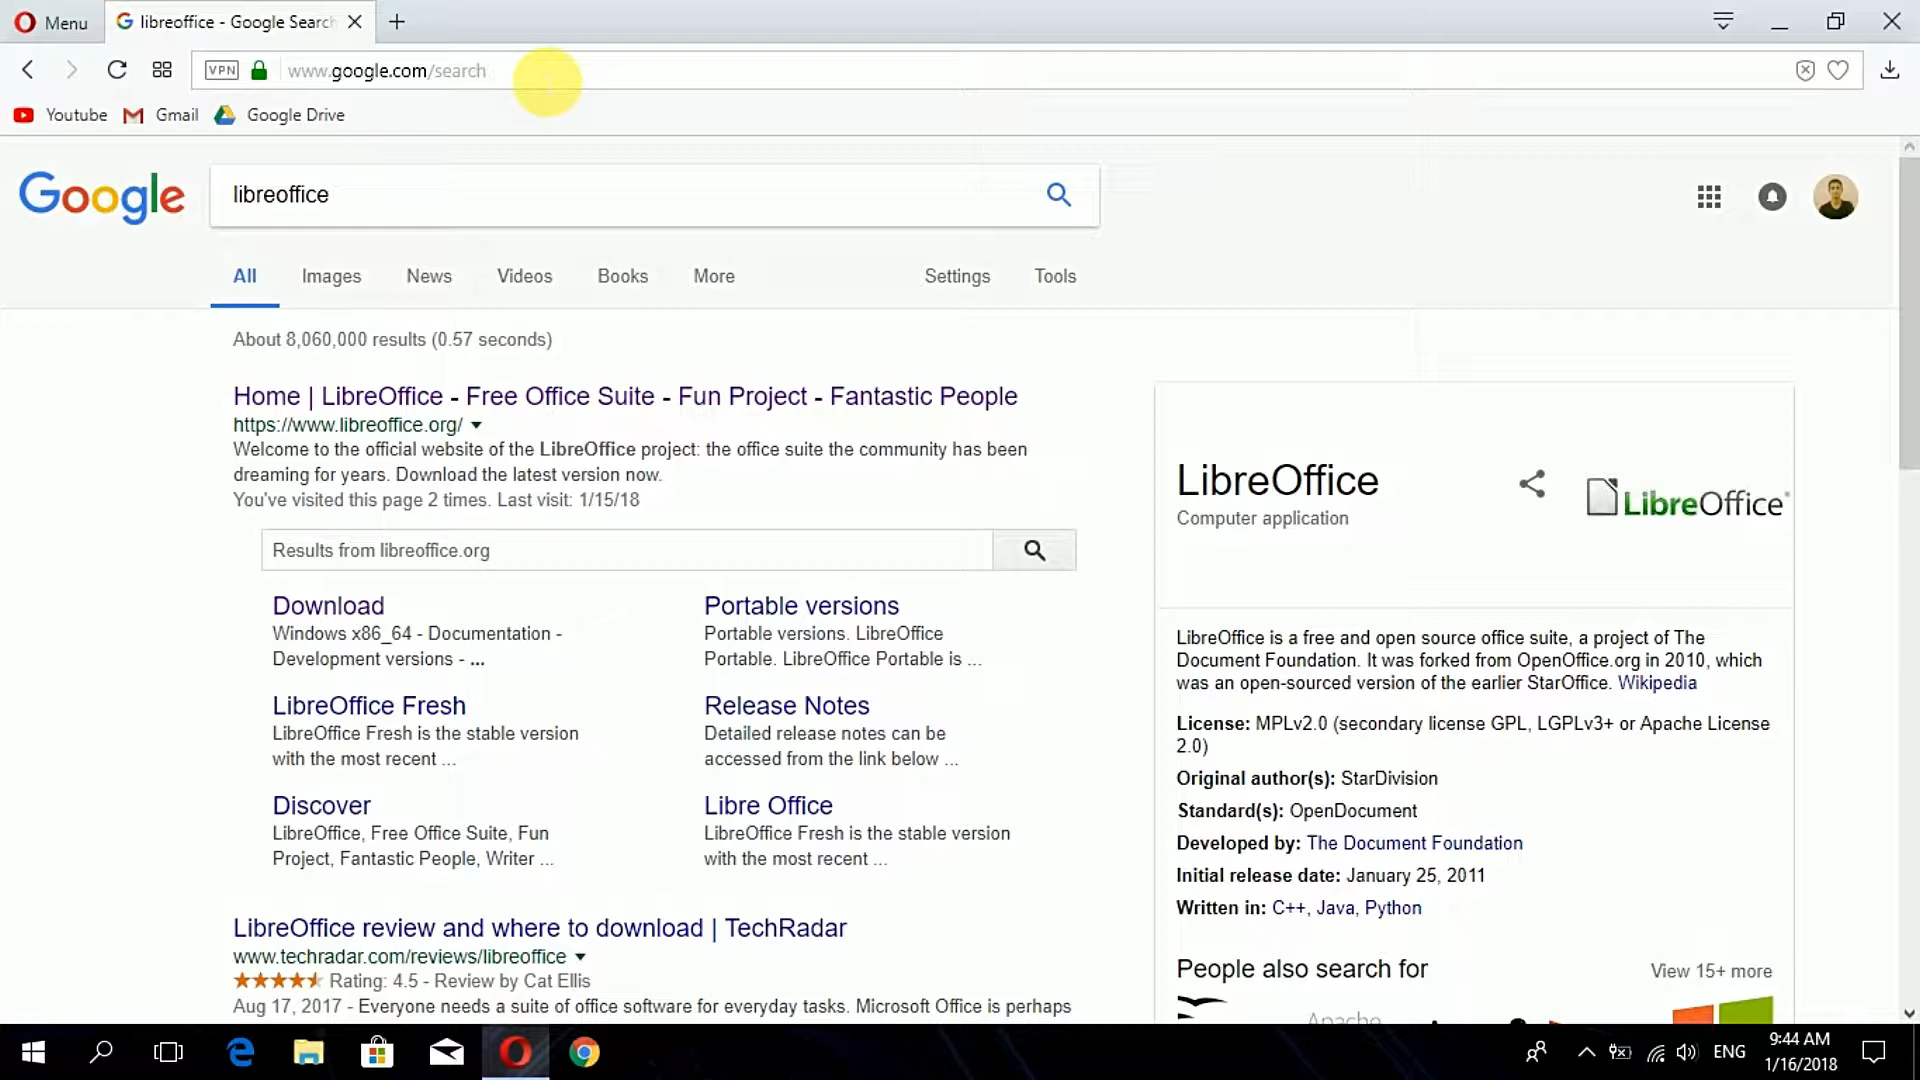 Menu
libreoffice - Google Search
VPN
www.google.com/search
Youtube
Gmail
Google Drive
Google
libreoffice
All
Images
News
Videos
Books
More
Settings
Tools
About 8,060,000 results (0.57 seconds)
Home | LibreOffice - Free Office Suite - Fun Project - Fantastic People
https://www.libreoffice.org/
Welcome to the official website of the LibreOffice project: the office suite the community has been
dreaming for years. Download the latest version now.
You've visited this page 2 times. Last visit: 1/15/18
Results from libreoffice.org
Download
Windows x86_64 - Documentation -
Development versions - ...
Portable versions
Portable versions. LibreOffice
Portable. LibreOffice Portable is ...
LibreOffice Fresh
LibreOffice Fresh is the stable version
with the most recent ...
Release Notes
Detailed release notes can be
accessed from the link below ...
Discover
LibreOffice, Free Office Suite, Fun
Project, Fantastic People, Writer ...
Libre Office
LibreOffice Fresh is the stable version
with the most recent ...
LibreOffice review and where to download | TechRadar
www.techradar.com/reviews/libreoffice
Rating: 4.5 - Review by Cat Ellis
Aug 17, 2017 - Everyone needs a suite of office software for everyday tasks. Microsoft Office is perhaps
LibreOffice
Computer application
LibreOffice
LibreOffice is a free and open source office suite, a project of The
Document Foundation. It was forked from OpenOffice.org in 2010, which
was an open-sourced version of the earlier StarOffice. Wikipedia
License: MPLv2.0 (secondary license GPL, LGPLv3+ or Apache License
2.0)
Original author(s): StarDivision
Standard(s): OpenDocument
Developed by: The Document Foundation
Initial release date: January 25, 2011
Written in: C++, Java, Python
People also search for
View 15+ more
Apache
ENG
9:44 AM
1/16/2018